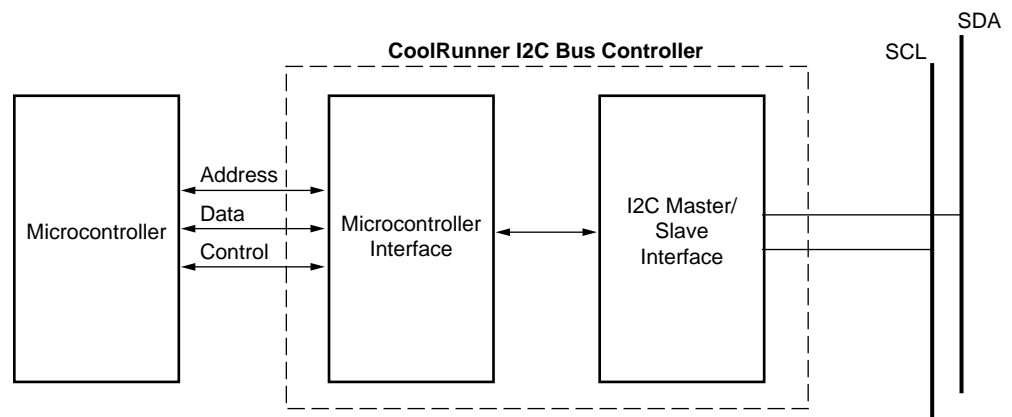 SDA
CoolRunner I2C Bus Controller
SCL
Address
Data
Control
Microcontroller
Microcontroller
Interface
I2C Master/
Slave
Interface